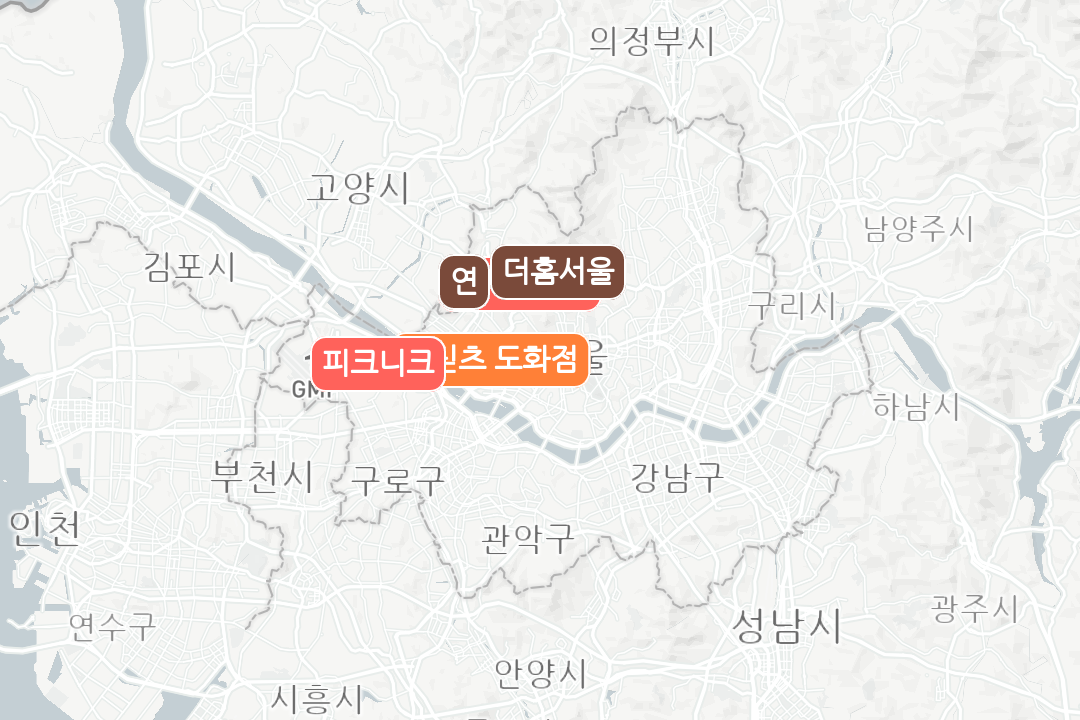 의정부시
고양시
남양주시
김포시
연
더홈서울
구리시
피크니크
츠 도화점
울
GMP
하남시
부천시
구로구
강남구
인천
관악구
연수구
성남시
광주시
안양시
시흥시